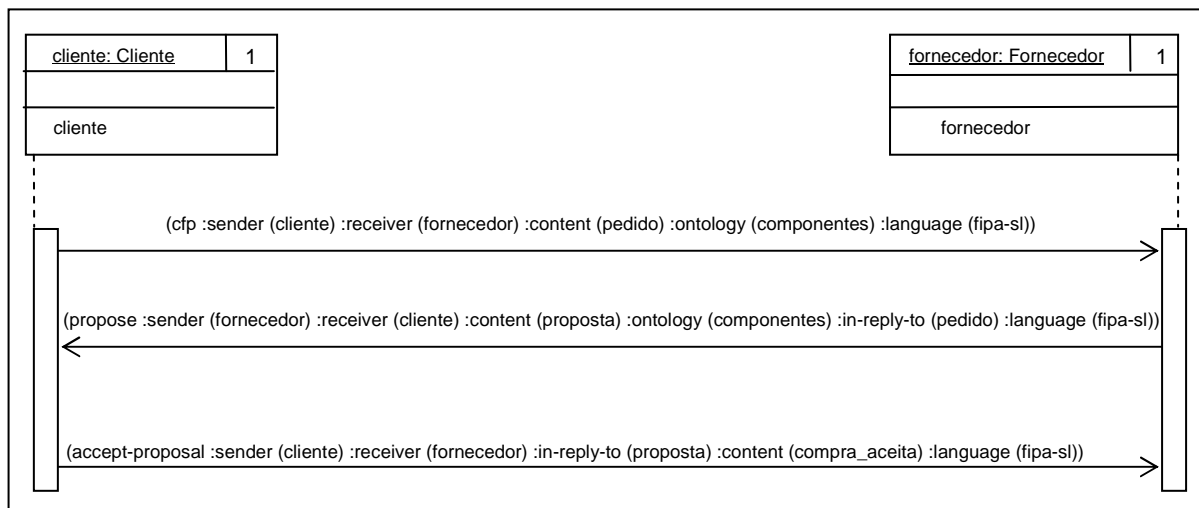 cliente: Cliente 1
fornecedor: Fornecedor 1
cliente
fornecedor
(cfp :sender (cliente) :receiver (fornecedor) :content (pedido) :ontology (componentes) :language (fipa-sl))
(propose :sender (fornecedor) :receiver (cliente) :content (proposta) :ontology (componentes) :in-reply-to (pedido) :language (fipa-sl))
(accept-proposal :sender (cliente) :receiver (fornecedor) :in-reply-to (proposta) :content (compra_aceita) :language (fipa-sl))